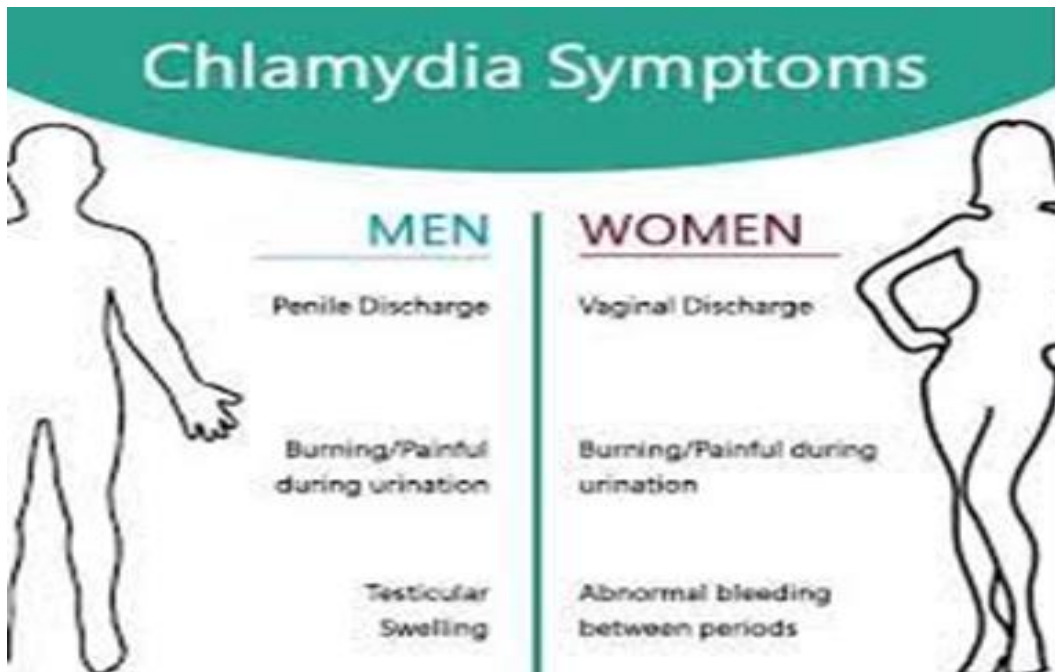 Chlamydia Symptoms
MEN
Penile Discharge
Burning/Painful
during urination
Testicular
Swelling
WOMEN
Vaginal Discharge
Burning/Painful during
urination
Abnormal bleeding
between periods